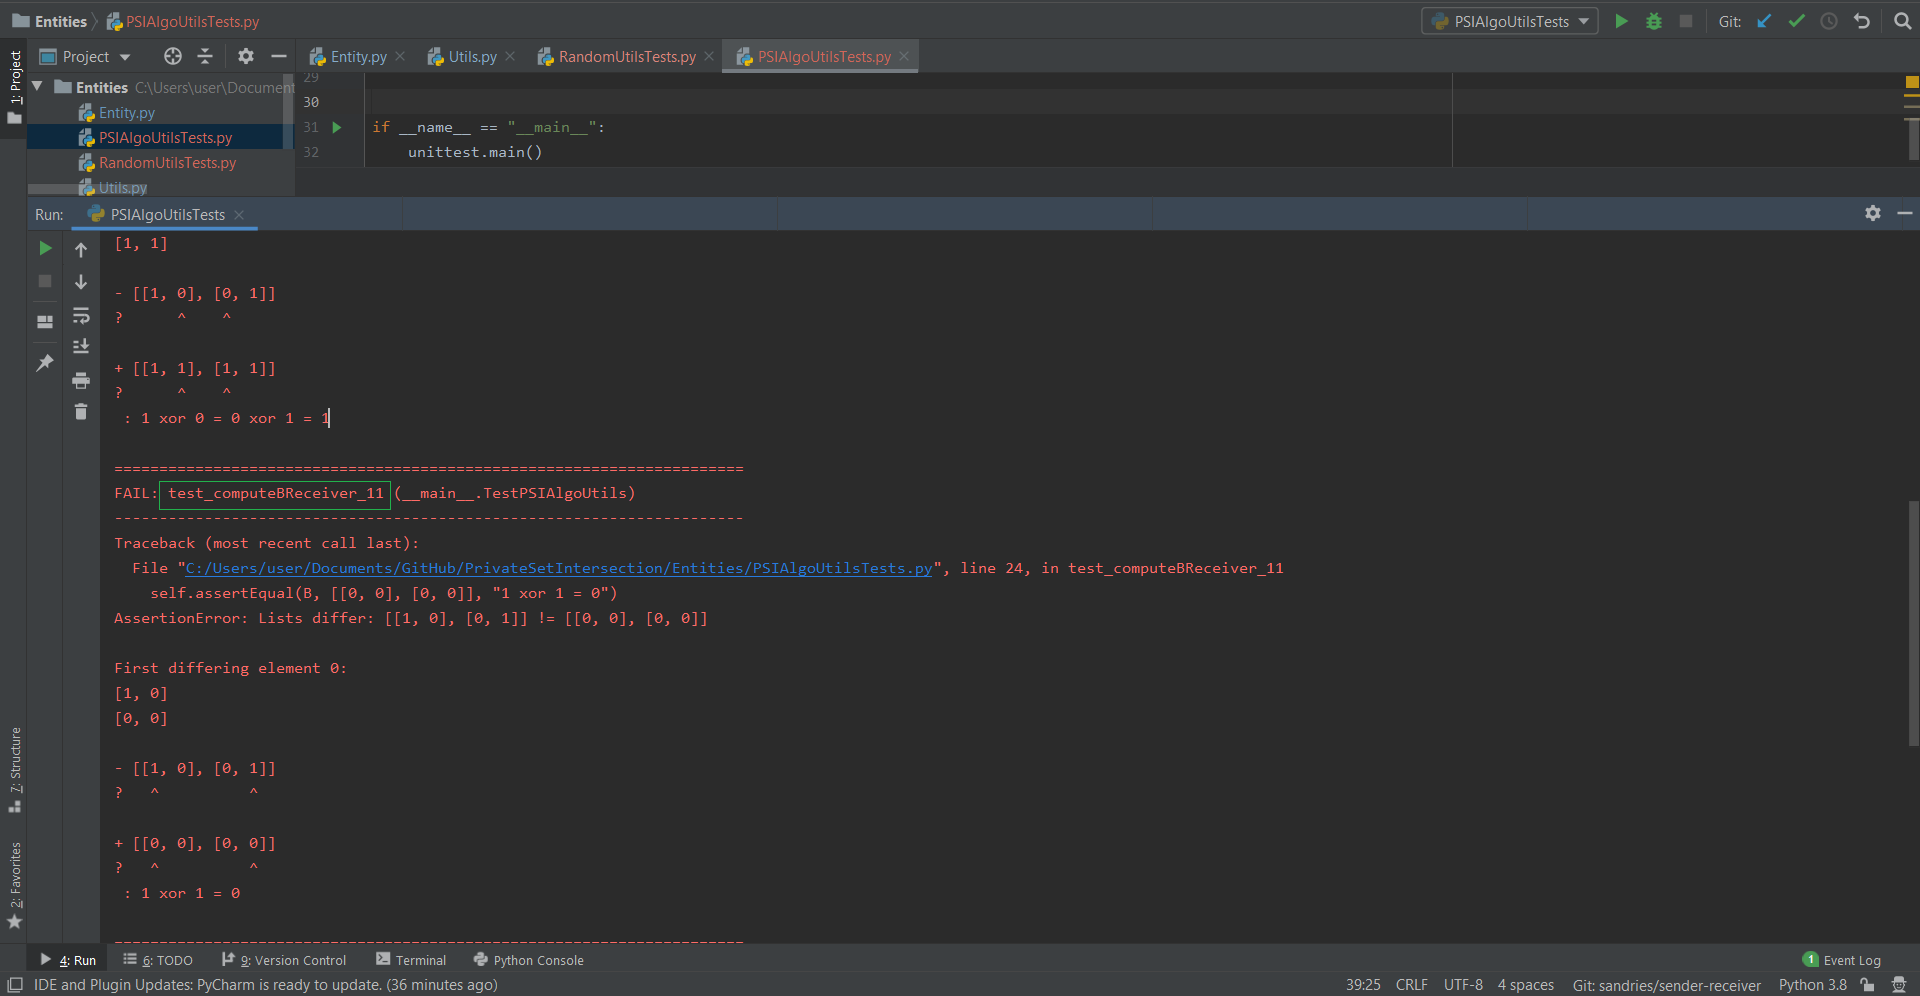 Entities PSIAlgoUtilsTests.py PSIAlgoUtilsTests Git:
Project Entity.py Utils.py RandomUtilsTests.py PSIAlgoUtilsTests.py
1: Project
Entities C:\Users\user\Document
Entity.py
PSIAlgoUtilsTests.py
RandomUtilsTests.py
Utils.py
29
30
31 if __name__ == "__main__":
32 unittest.main()
Run: PSIAlgoUtilsTests
[1, 1]
- [[1, 0], [0, 1]]
? ^ ^
+ [[1, 1], [1, 1]]
? ^ ^
: 1 xor 0 = 0 xor 1 = 1
======================================================================
FAIL: test_computeBReceiver_11 (__main__.TestPSIAlgoUtils)
----------------------------------------------------------------------
Traceback (most recent call last):
File "C:/Users/user/Documents/GitHub/PrivateSetIntersection/Entities/PSIAlgoUtilsTests.py", line 24, in test_computeBReceiver_11
self.assertEqual(B, [[0, 0], [0, 0]], "1 xor 1 = 0")
AssertionError: Lists differ: [[1, 0], [0, 1]] != [[0, 0], [0, 0]]
First differing element 0:
[1, 0]
[0, 0]
- [[1, 0], [0, 1]]
? ^ ^
+ [[0, 0], [0, 0]]
? ^ ^
: 1 xor 1 = 0
----------------------------------------------------------------------
7: Structure
2: Favorites
4: Run 6: TODO 9: Version Control Terminal Python Console 1 Event Log
IDE and Plugin Updates: PyCharm is ready to update. (36 minutes ago) 39:25 CRLF UTF-8 4 spaces Git: sandries/sender-receiver Python 3.8